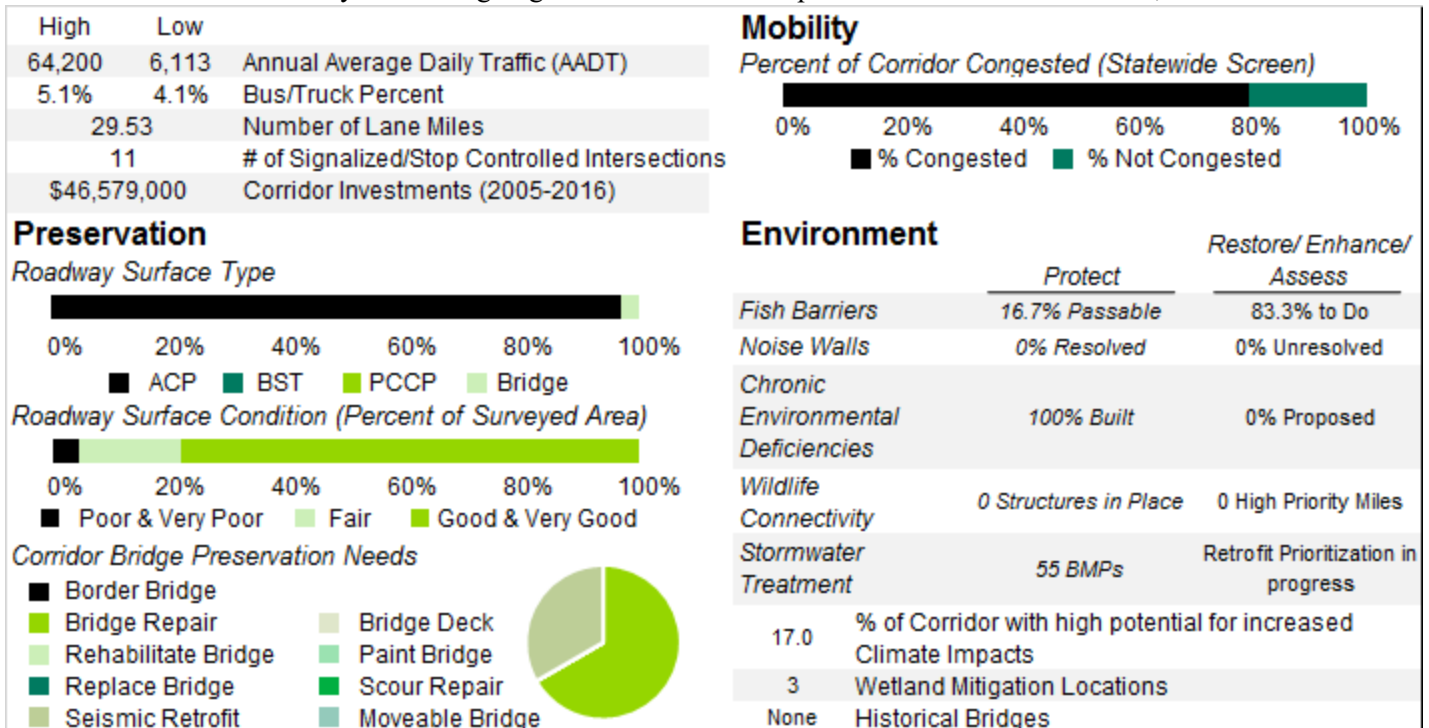 High Low
64,200 6,113 Annual Average Daily Traffic (AADT)
5.1% 4.1% Bus/Truck Percent
29.53 Number of Lane Miles
11 # of Signalized/Stop Controlled Intersections
$46,579,000 Corridor Investments (2005-2016)
Mobility
Percent of Corridor Congested (Statewide Screen)
0% 20% 40% 60% 80% 100%
% Congested % Not Congested
Preservation
Roadway Surface Type
0% 20% 40% 60% 80% 100%
ACP BST PCCP Bridge
Roadway Surface Condition (Percent of Surveyed Area)
0% 20% 40% 60% 80% 100%
Poor & Very Poor Fair Good & Very Good
Corridor Bridge Preservation Needs
Border Bridge
Bridge Repair Bridge Deck
Rehabilitate Bridge Paint Bridge
Replace Bridge Scour Repair
Seismic Retrofit Moveable Bridge
Environment
Restore/ Enhance/
Protect Assess
Fish Barriers 16.7% Passable 83.3% to Do
Noise Walls 0% Resolved 0% Unresolved
Chronic
Environmental 100% Built 0% Proposed
Deficiencies
Wildlife
Connectivity 0 Structures in Place 0 High Priority Miles
Stormwater Retrofit Prioritization in
Treatment 55 BMPs progress
17.0 % of Corridor with high potential for increased
Climate Impacts
3 Wetland Mitigation Locations
None Historical Bridges